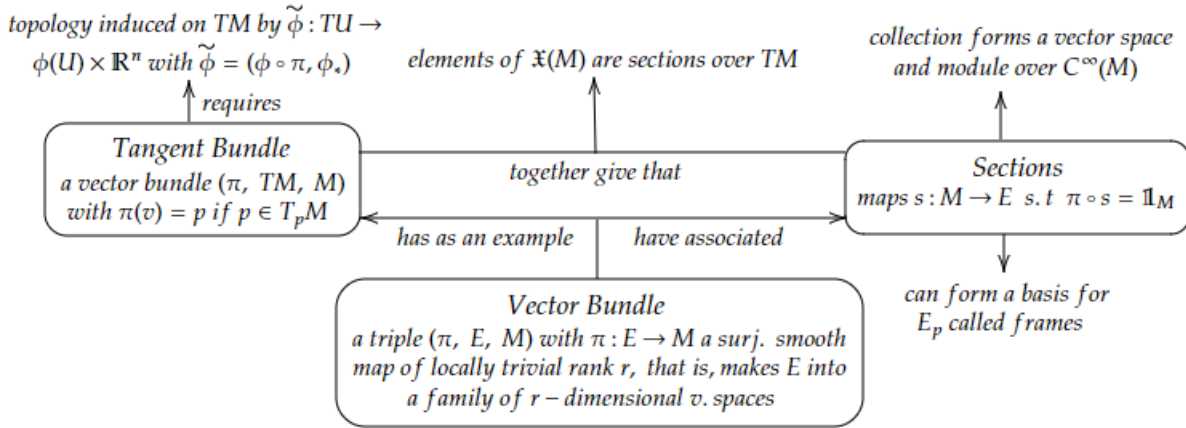 topology induced on TM by φ̃ : TU →
φ(U) × ℝⁿ with φ̃ = (φ ∘ π, φ�*)
requires
elements of 𝔛(M) are sections over TM
collection forms a vector space
and module over C^∞(M)
Tangent Bundle
a vector bundle (π, TM, M)
with π(v) = p if p ∈ T_pM
together give that
Sections
maps s : M → E s.t π ∘ s = 𝟙_M
has as an example
have associated
Vector Bundle
a triple (π, E, M) with π : E → M a surj. smooth
map of locally trivial rank r, that is, makes E into
a family of r − dimensional v. spaces
can form a basis for
E_p called frames